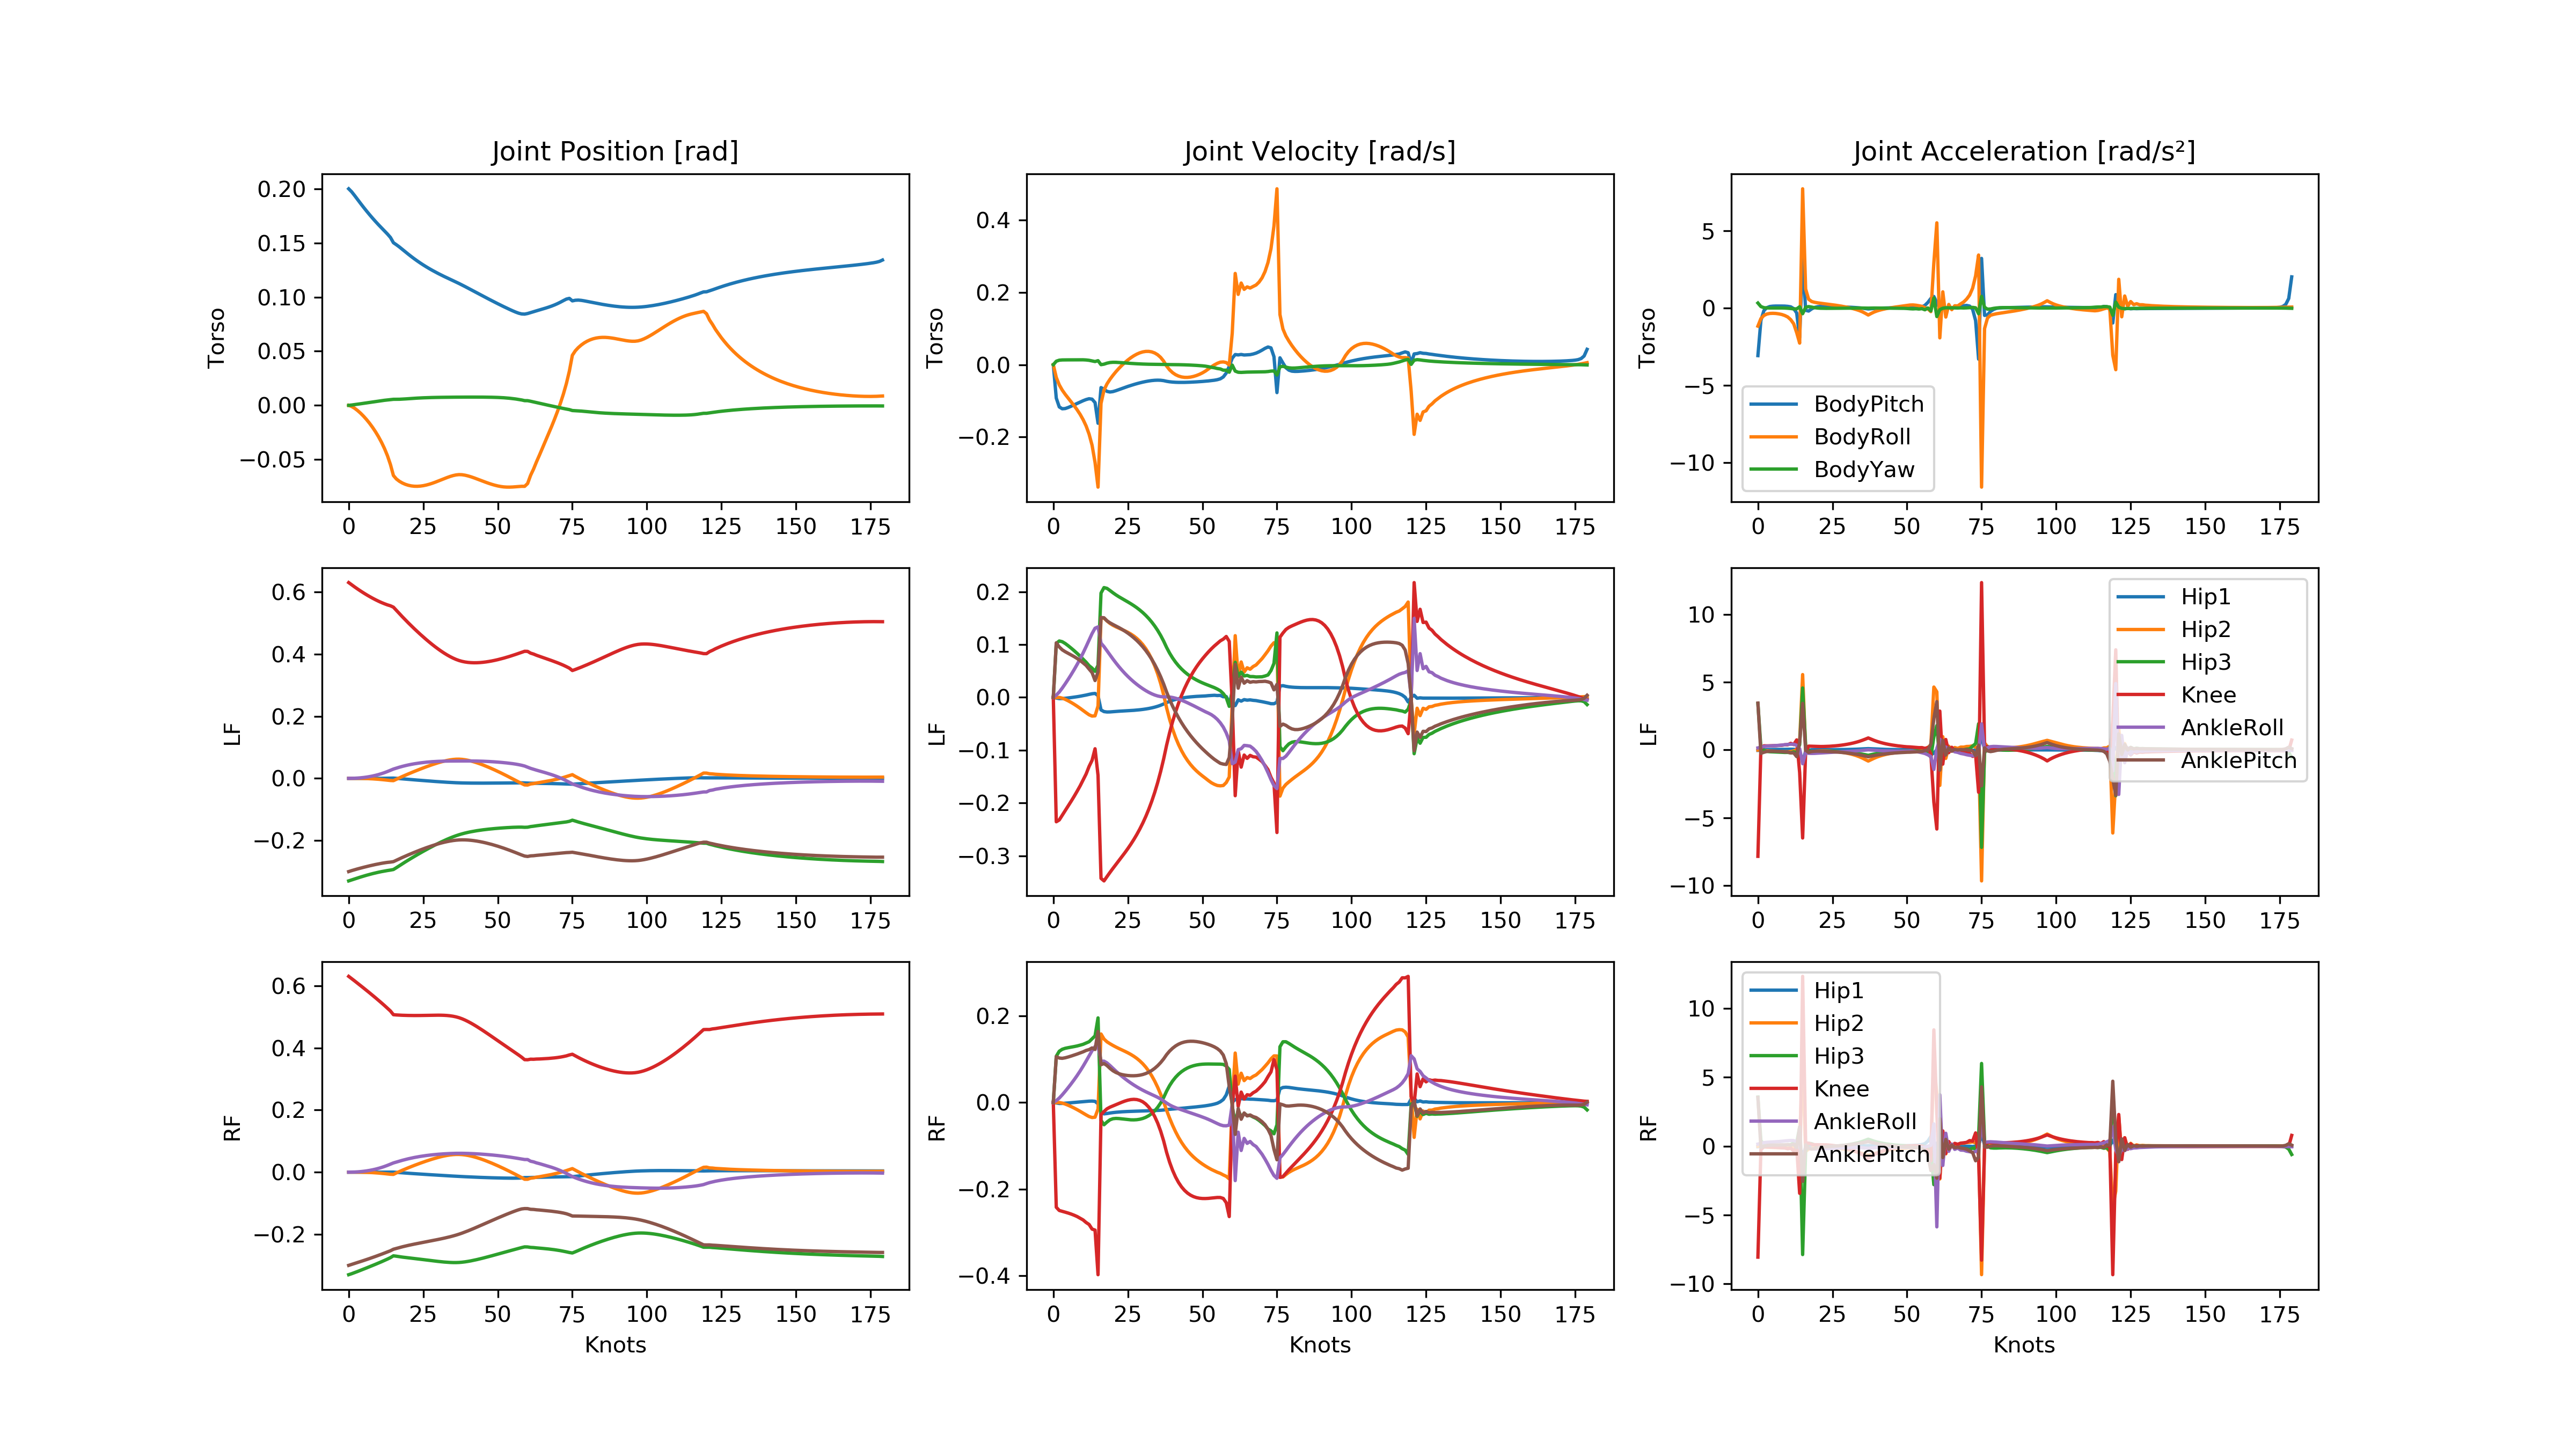 Joint Position [rad]
Joint Velocity [rad/s]
Joint Acceleration [rad/s²]
Torso
0.20
0.15
0.10
0.05
0.00
−0.05
0 25 50 75 100 125 150 175
Torso
0.4
0.2
0.0
−0.2
0 25 50 75 100 125 150 175
Torso
5
0
−5
−10
BodyPitch
BodyRoll
BodyYaw
0 25 50 75 100 125 150 175
LF
0.6
0.4
0.2
0.0
−0.2
0 25 50 75 100 125 150 175
LF
0.2
0.1
0.0
−0.1
−0.2
−0.3
0 25 50 75 100 125 150 175
LF
10
5
0
−5
−10
Hip1
Hip2
Hip3
Knee
AnkleRoll
AnklePitch
0 25 50 75 100 125 150 175
RF
0.6
0.4
0.2
0.0
−0.2
0 25 50 75 100 125 150 175
Knots
RF
0.2
0.0
−0.2
−0.4
0 25 50 75 100 125 150 175
Knots
RF
10
5
0
−5
−10
Hip1
Hip2
Hip3
Knee
AnkleRoll
AnklePitch
0 25 50 75 100 125 150 175
Knots